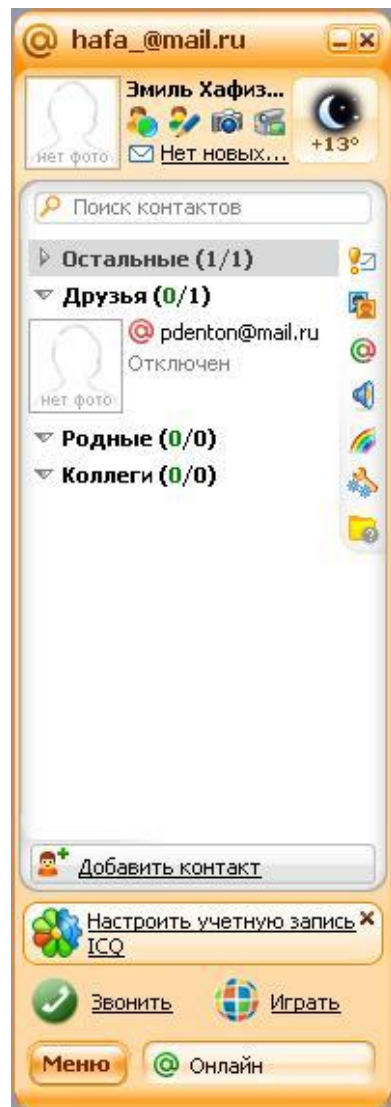 hafa_@mail.ru
Эмиль Хафиз...
нет фото
Нет новых...
+13°
Поиск контактов
Остальные (1/1)
Друзья (0/1)
pdenton@mail.ru
Отключен
нет фото
Родные (0/0)
Коллеги (0/0)
Добавить контакт
Настроить учетную запись
ICQ
Звонить Играть
Меню Онлайн